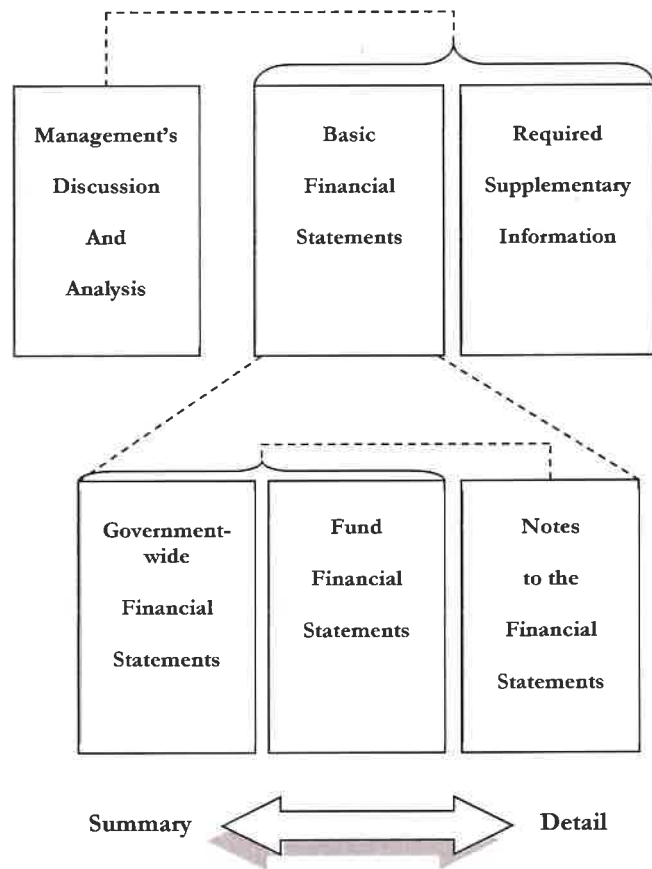 Management's
Discussion
And
Analysis
Basic
Financial
Statements
Required
Supplementary
Information
Government-
wide
Financial
Statements
Fund
Financial
Statements
Notes
to the
Financial
Statements
Summary
Detail